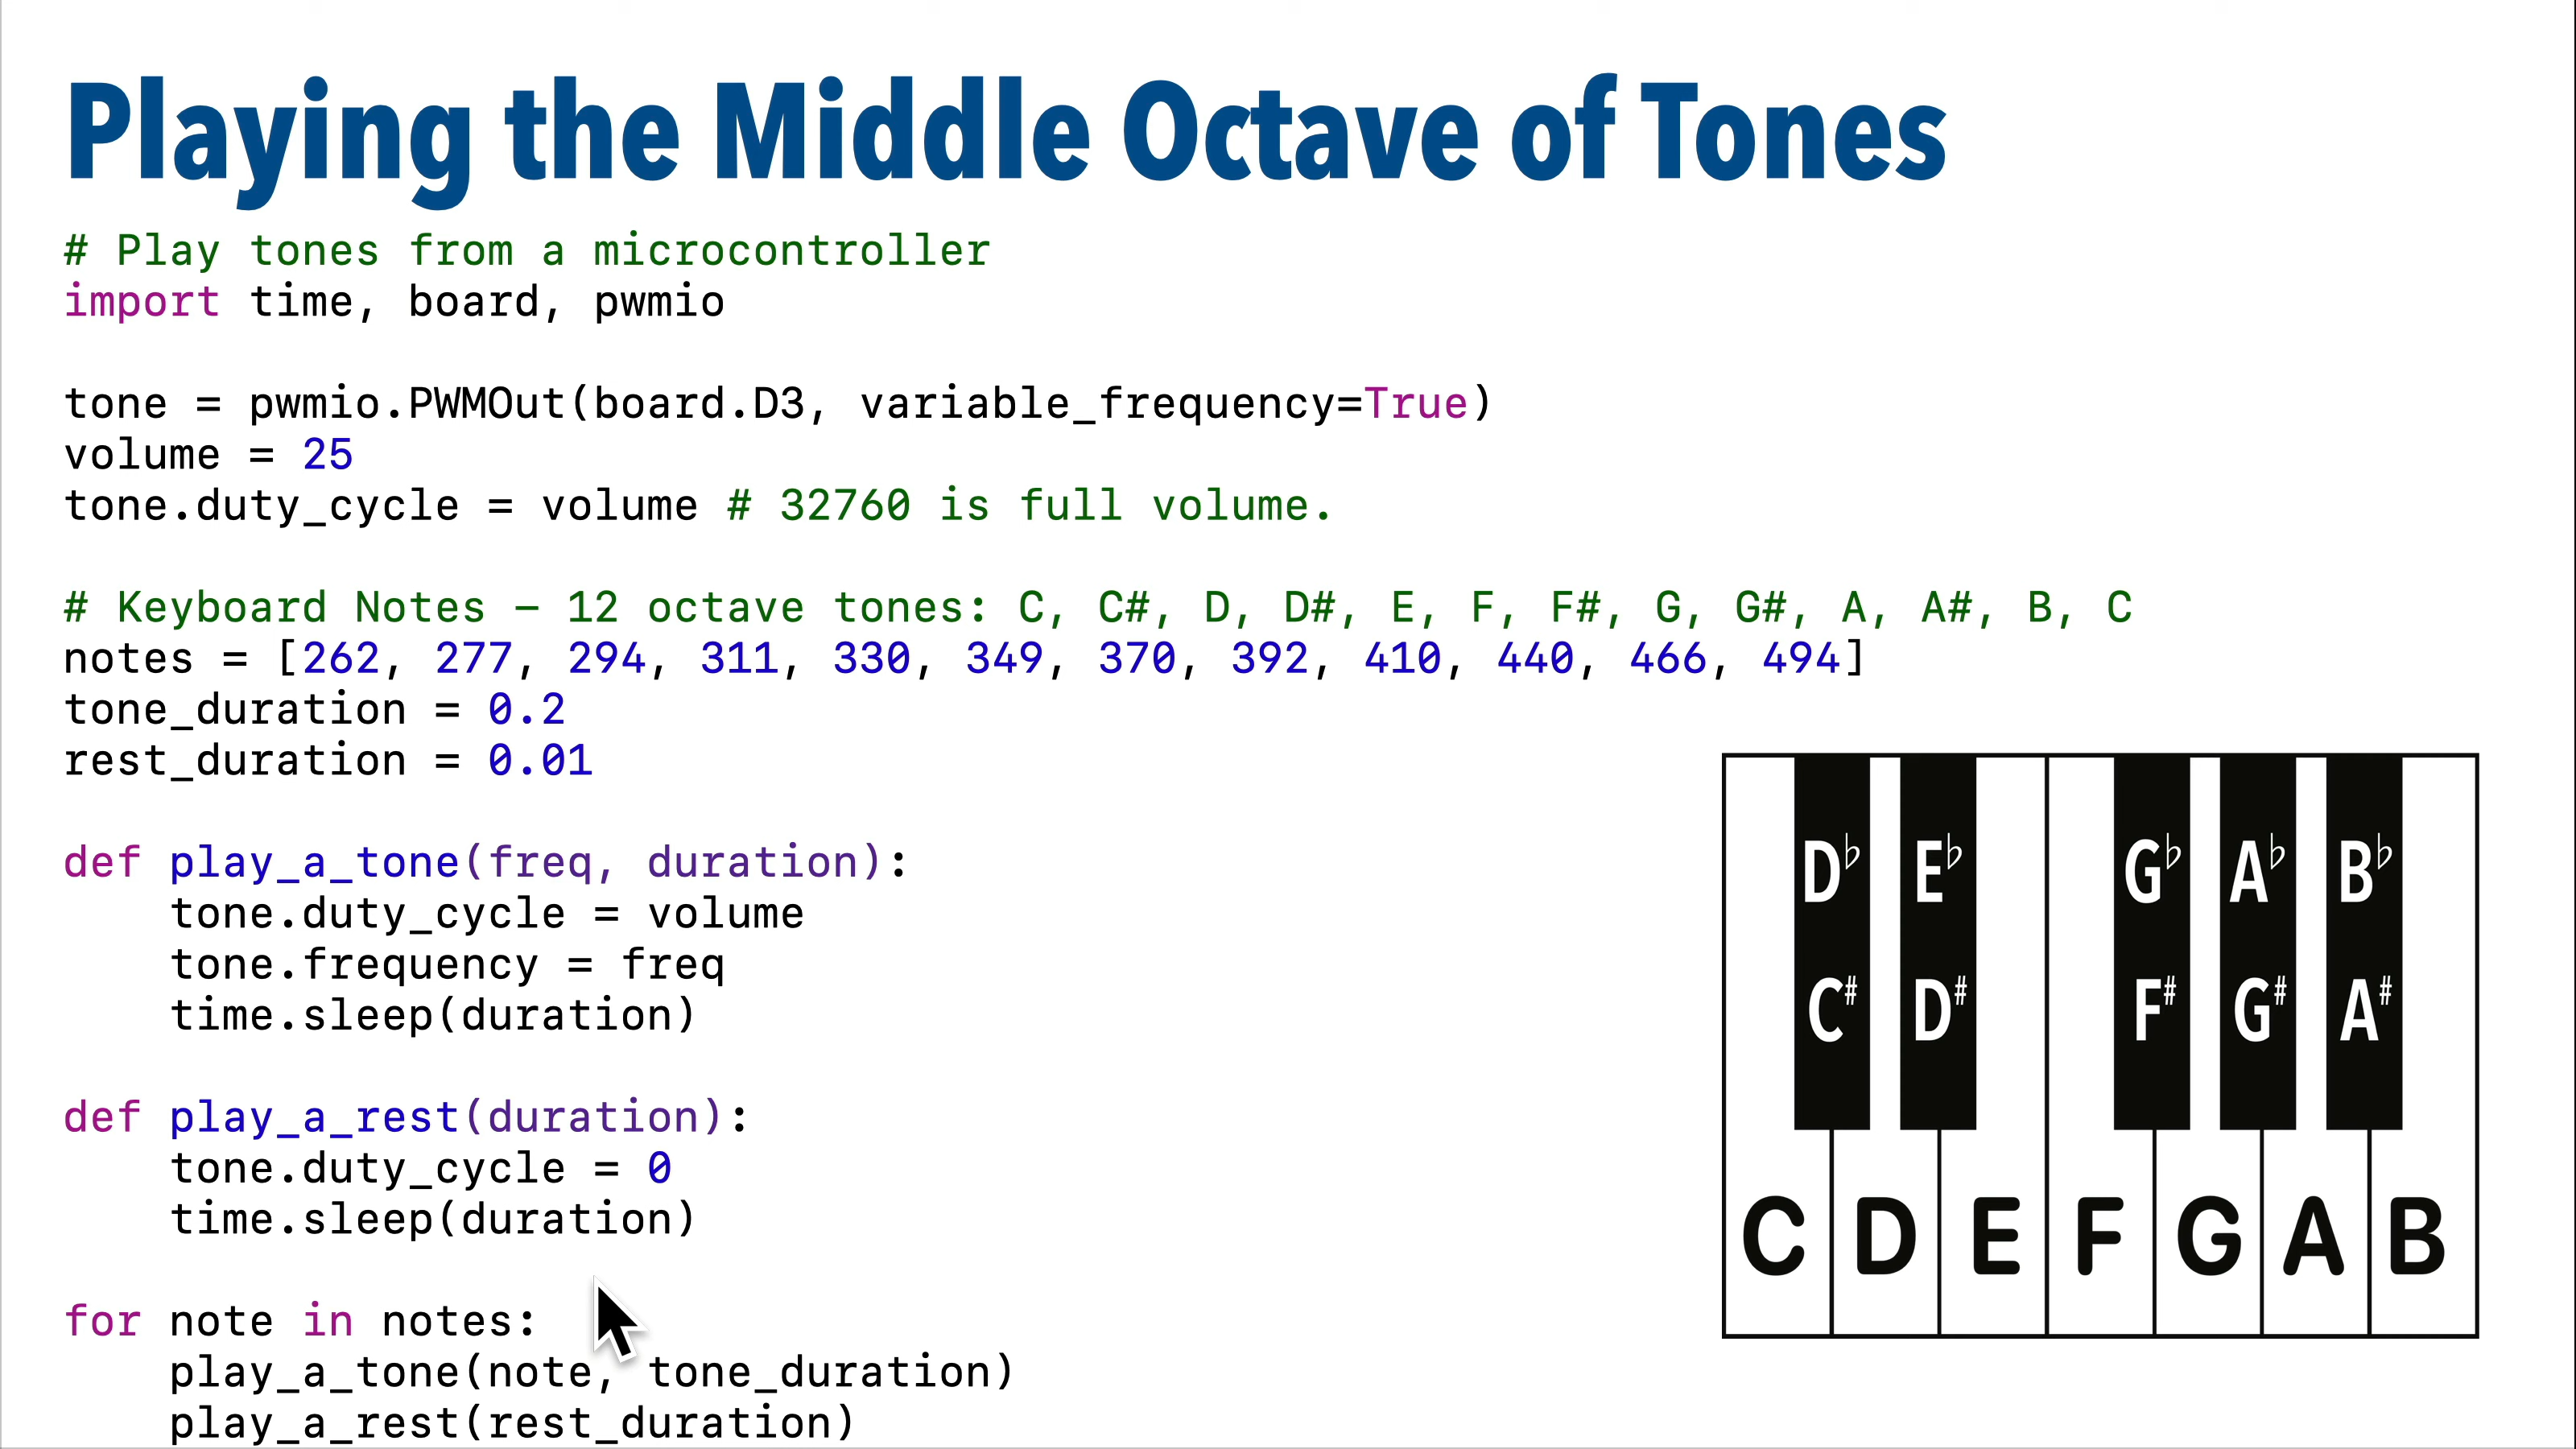 Playing the Middle Octave of Tones
# Play tones from a microcontroller
import time, board, pwmio
tone = pwmio.PWMOut(board.D3, variable_frequency=True)
volume = 25
tone.duty_cycle = volume # 32760 is full volume.
# Keyboard Notes – 12 octave tones: C, C#, D, D#, E, F, F#, G, G#, A, A#, B, C
notes = [262, 277, 294, 311, 330, 349, 370, 392, 410, 440, 466, 494]
tone_duration = 0.2
rest_duration = 0.01
def play_a_tone(freq, duration):
    tone.duty_cycle = volume
    tone.frequency = freq
    time.sleep(duration)
def play_a_rest(duration):
    tone.duty_cycle = 0
    time.sleep(duration)
for note in notes:
    play_a_tone(note, tone_duration)
    play_a_rest(rest_duration)
D♭ E♭ G♭ A♭ B♭
C# D# F# G# A#
C D E F G A B